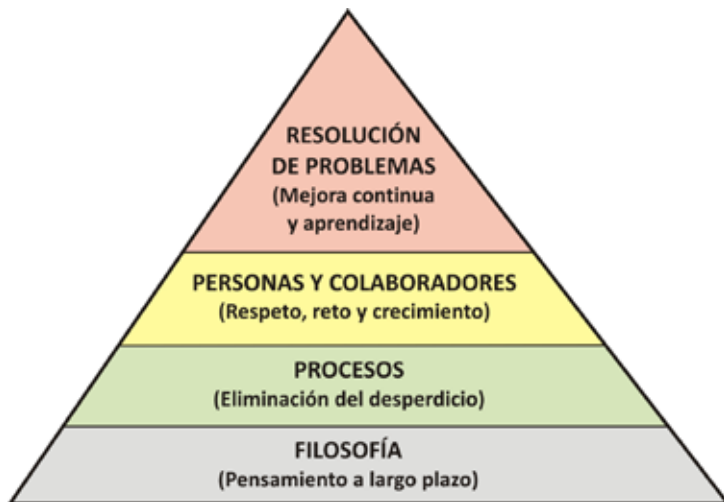 RESOLUCIÓN
DE PROBLEMAS
(Mejora continua
y aprendizaje)
PERSONAS Y COLABORADORES
(Respeto, reto y crecimiento)
PROCESOS
(Eliminación del desperdicio)
FILOSOFÍA
(Pensamiento a largo plazo)